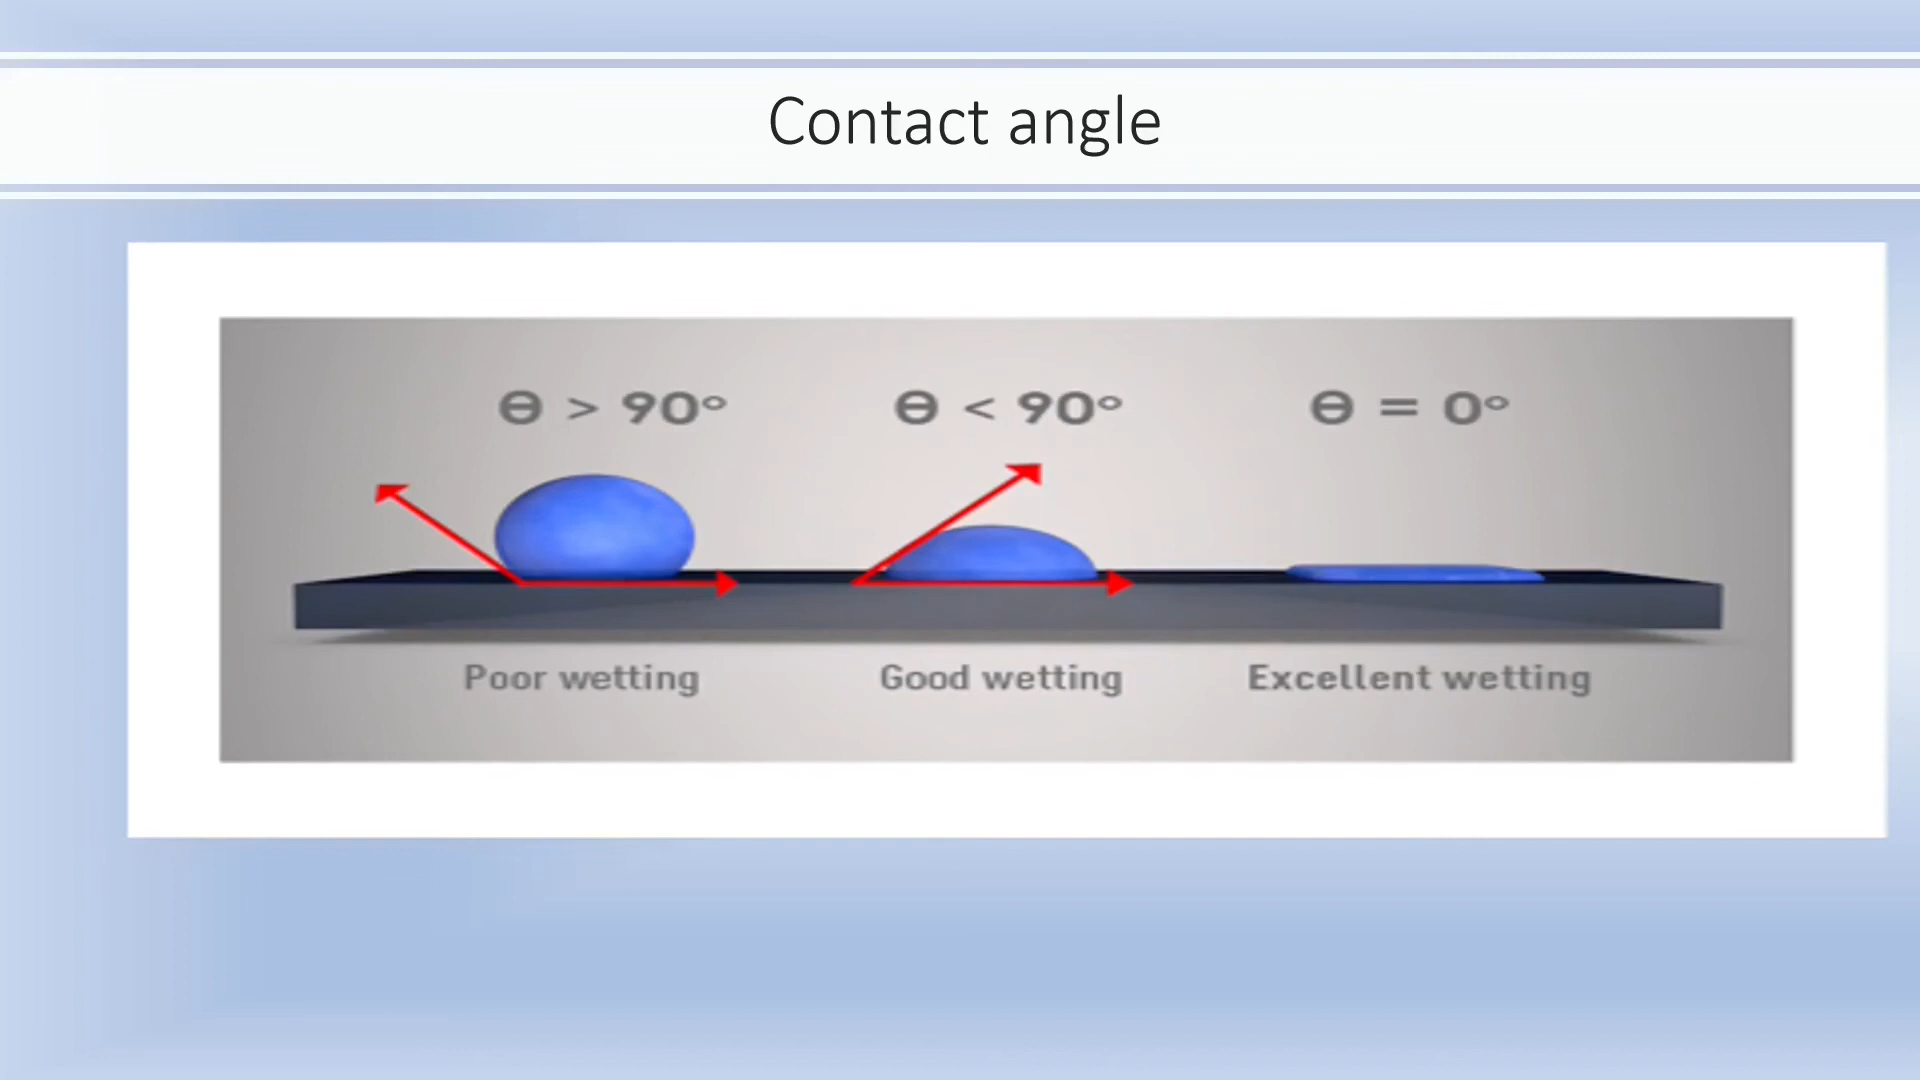 Contact angle
Θ > 90°
Θ < 90°
Θ = 0°
Poor wetting
Good wetting
Excellent wetting